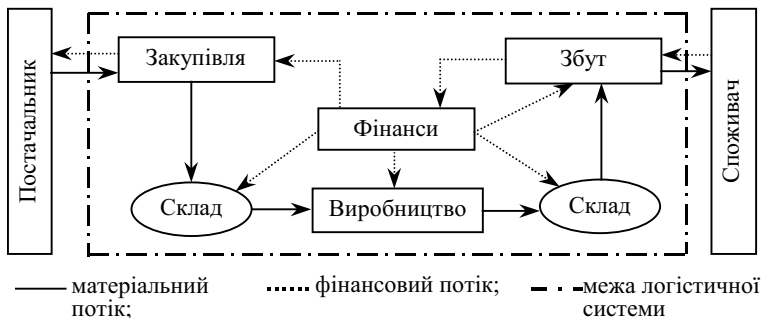 Постачальник
Закупівля
Збут
Фінанси
Склад
Виробництво
Склад
Споживач
матеріальний
потік;
фінансовий потік;
межа логістичної
системи